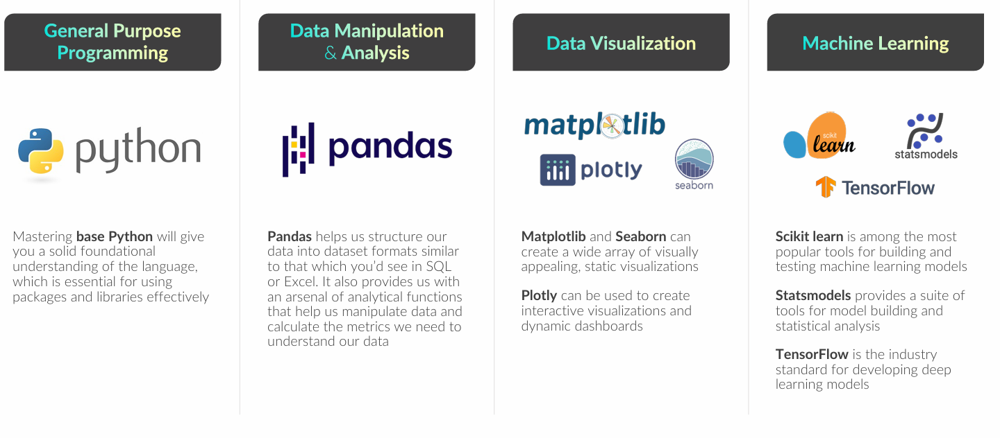 General Purpose
Programming
python
Mastering base Python will give
you a solid foundational
understanding of the language,
which is essential for using
packages and libraries effectively
Data Manipulation
& Analysis
pandas
Pandas helps us structure our
data into dataset formats similar
to that which you’d see in SQL
or Excel. It also provides us with
an arsenal of analytical functions
that help us manipulate data and
calculate the metrics we need to
understand our data
Data Visualization
matplotlib
plotly
seaborn
Matplotlib and Seaborn can
create a wide array of visually
appealing, static visualizations
Plotly can be used to create
interactive visualizations and
dynamic dashboards
Machine Learning
scikit
learn
statsmodels
TensorFlow
Scikit learn is among the most
popular tools for building and
testing machine learning models
Statsmodels provides a suite of
tools for model building and
statistical analysis
TensorFlow is the industry
standard for developing deep
learning models